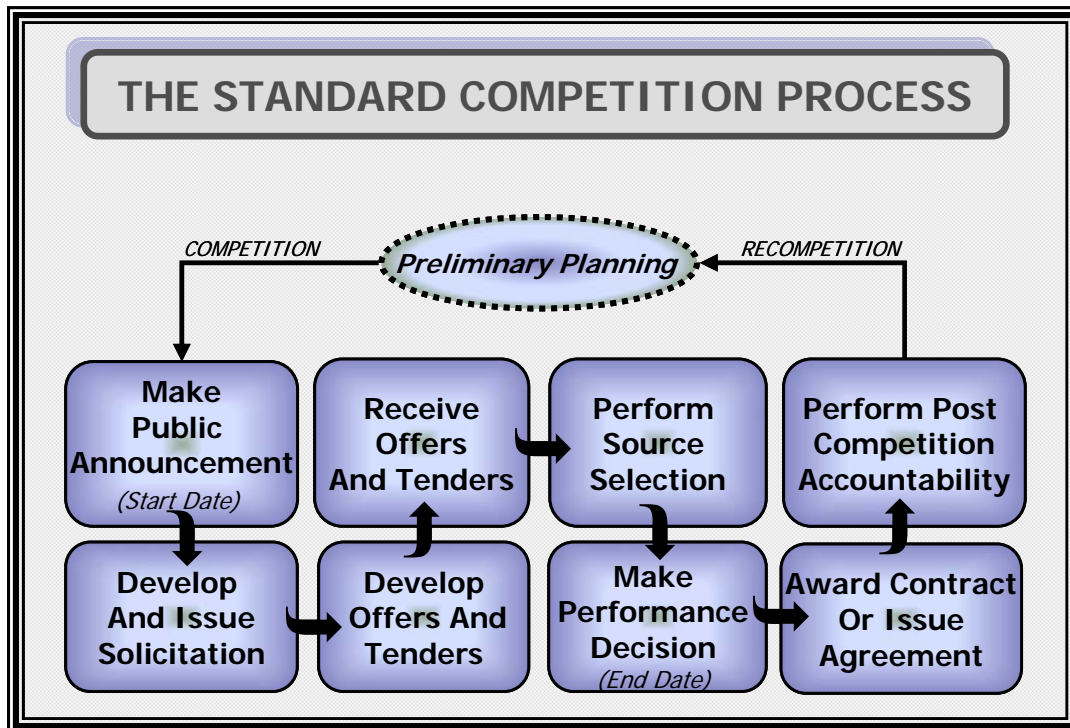 THE STANDARD COMPETITION PROCESS
COMPETITION
Preliminary Planning
RECOMPETITION
Make
Public
Announcement
(Start Date)
Develop
And Issue
Solicitation
Develop
Offers And
Tenders
Receive
Offers
And Tenders
Perform
Source
Selection
Make
Performance
Decision
(End Date)
Award Contract
Or Issue
Agreement
Perform Post
Competition
Accountability